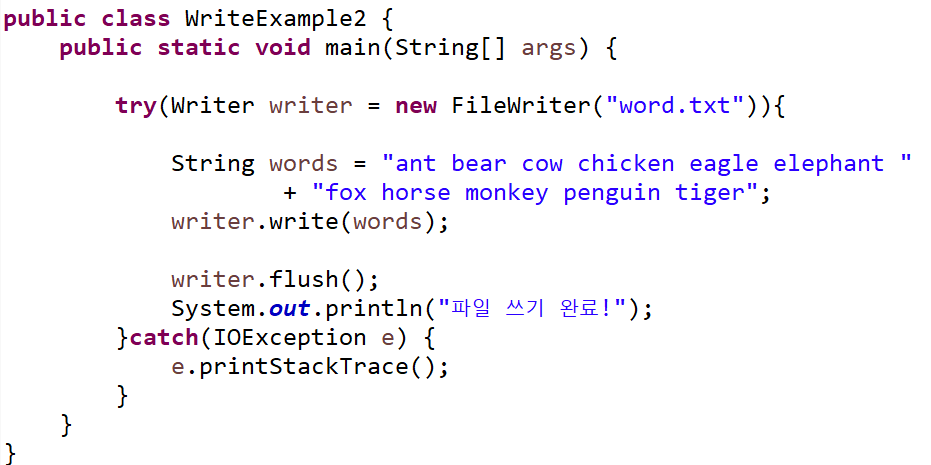 public class WriteExample2 {
    public static void main(String[] args) {
        try(Writer writer = new FileWriter("word.txt")){
            String words = "ant bear cow chicken eagle elephant "
                    + "fox horse monkey penguin tiger";
            writer.write(words);
            writer.flush();
            System.out.println("파일 쓰기 완료!");
        }catch(IOException e) {
            e.printStackTrace();
        }
    }
}